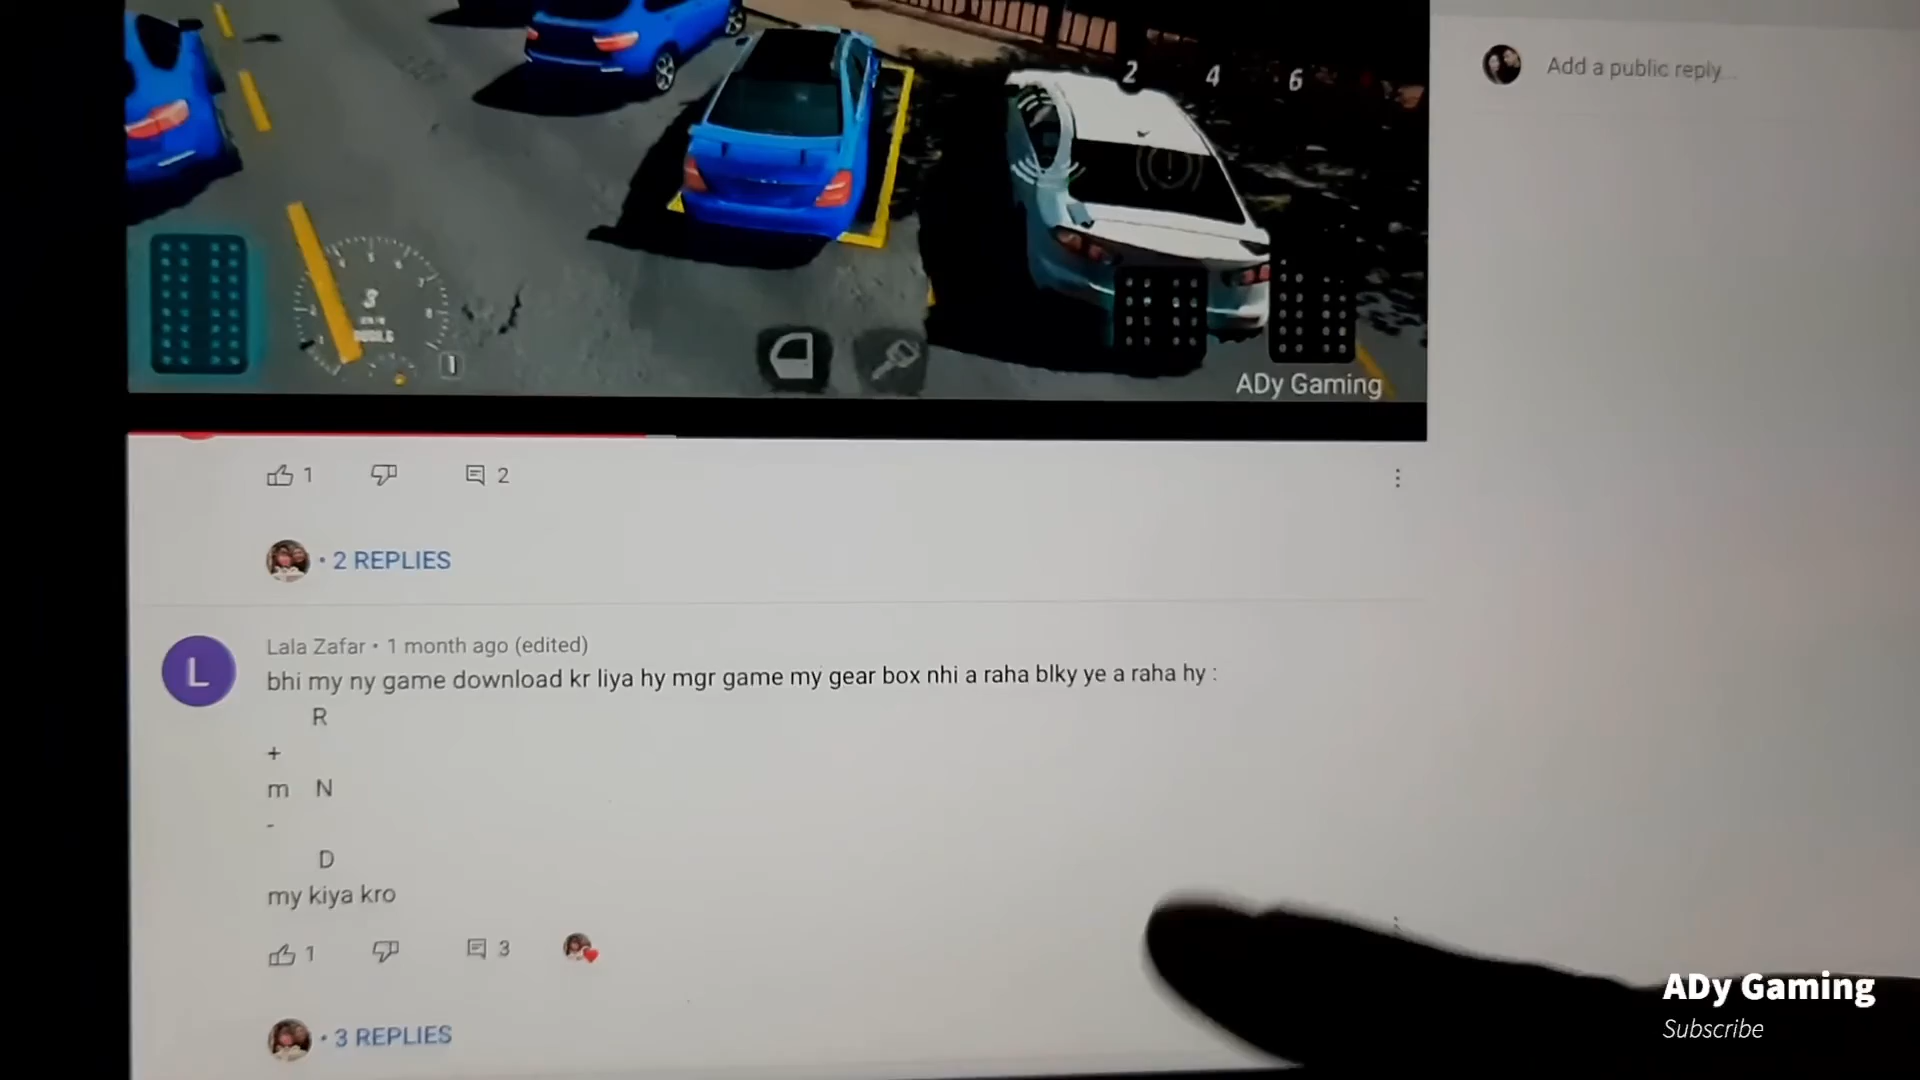 2 4 6
Add a public reply...
ADy Gaming
1 2
2 REPLIES
Lala Zafar • 1 month ago (edited)
bhi my ny game download kr liya hy mgr game my gear box nhi a raha blky ye a raha hy :
R
+
m N
-
D
my kiya kro
L
1 3
3 REPLIES
ADy Gaming
Subscribe